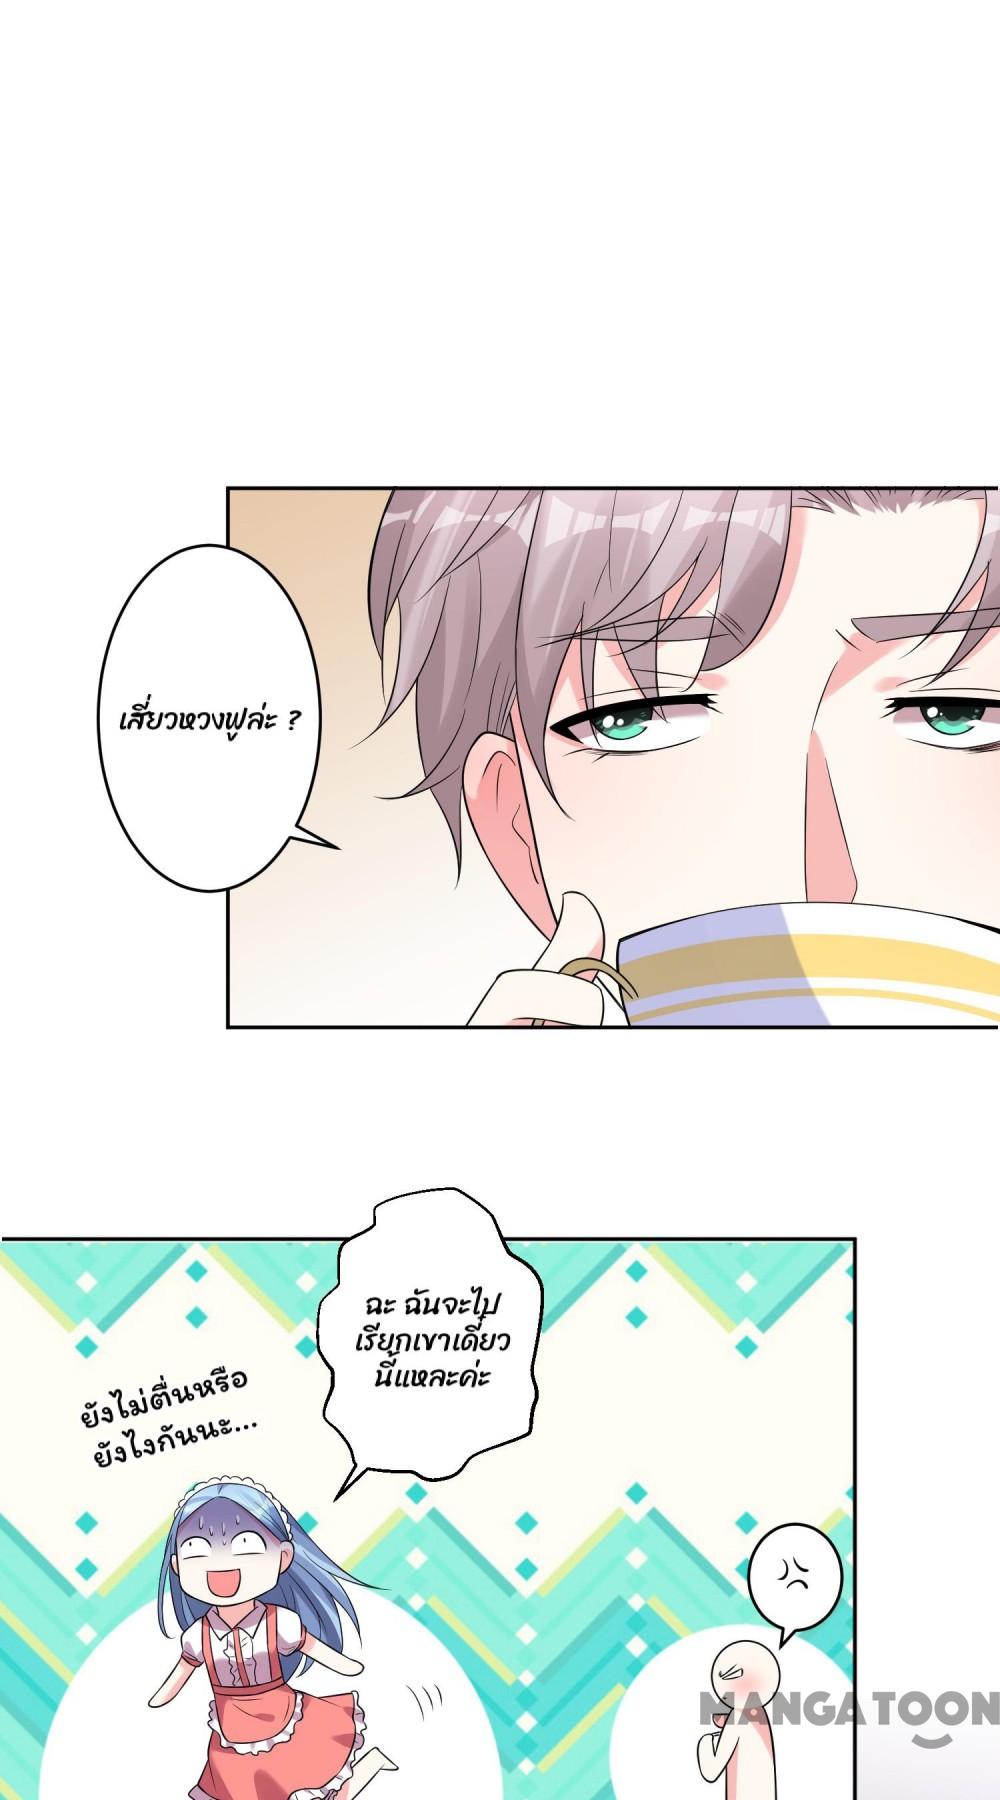 เสี่ยวหวงฟูล่ะ ?
ฉะ ฉันจะไป
เรียกเขาเดี๋ยว
นี้แหละค่ะ
ยังไม่ตื่นหรือ
ยังไงกันนะ...
MANGATOON